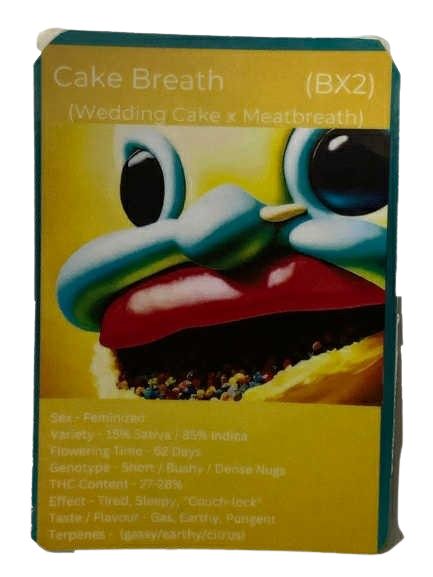 Cake Breath (BX2)
(Wedding Cake x Meatbreath)
Sex - Feminized
Variety - 15% Sativa / 85% Indica
Flowering Time - 62 Days
Genotype - Short / Bushy / Dense Nugs
THC Content - 27-28%
Effect - Tired, Sleepy, "Couch-lock"
Taste / Flavour - Gas, Earthy, Pungent
Terpenes - (gassy/earthy/citrus)